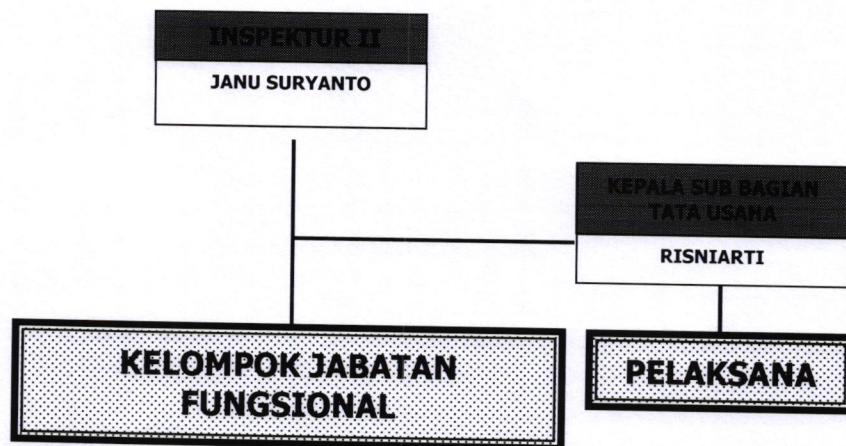 INSPEKTUR II
JANU SURYANTO
KEPALA SUB BAGIAN
TATA USAHA
RISNIARTI
KELOMPOK JABATAN
FUNGSIONAL
PELAKSANA